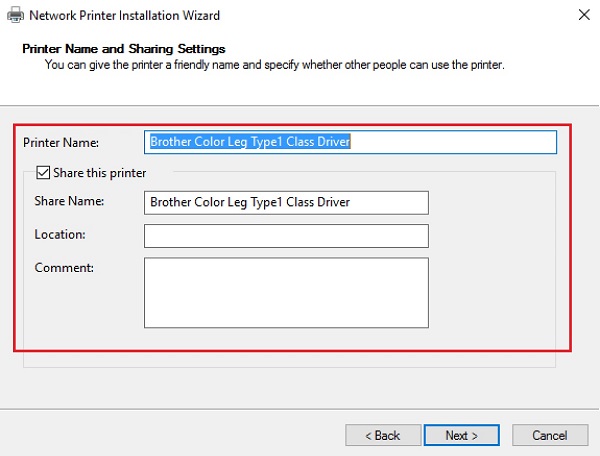 Network Printer Installation Wizard
Printer Name and Sharing Settings
You can give the printer a friendly name and specify whether other people can use the printer.
Printer Name: Brother Color Leg Type1 Class Driver
Share this printer
Share Name: Brother Color Leg Type1 Class Driver
Location:
Comment:
< Back Next > Cancel